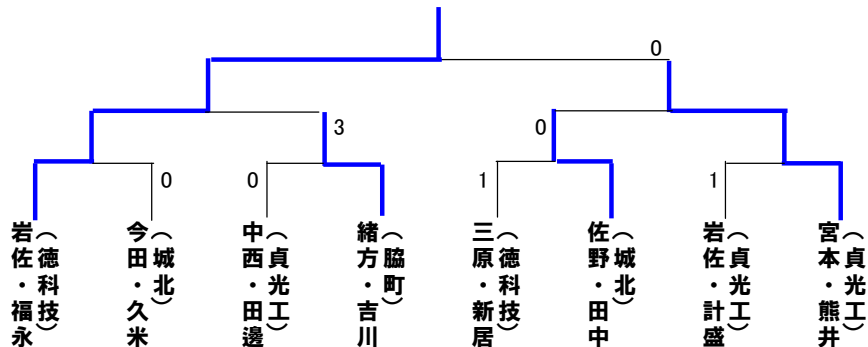 0
3
0
0
0
1
1
岩佐・福永
(徳科技)
今田・久米
(城北)
中西・田邊
(貞光工)
緒方・吉川
(脇町)
三原・新居
(徳科技)
佐野・田中
(城北)
岩佐・計盛
(貞光工)
宮本・熊井
(貞光工)